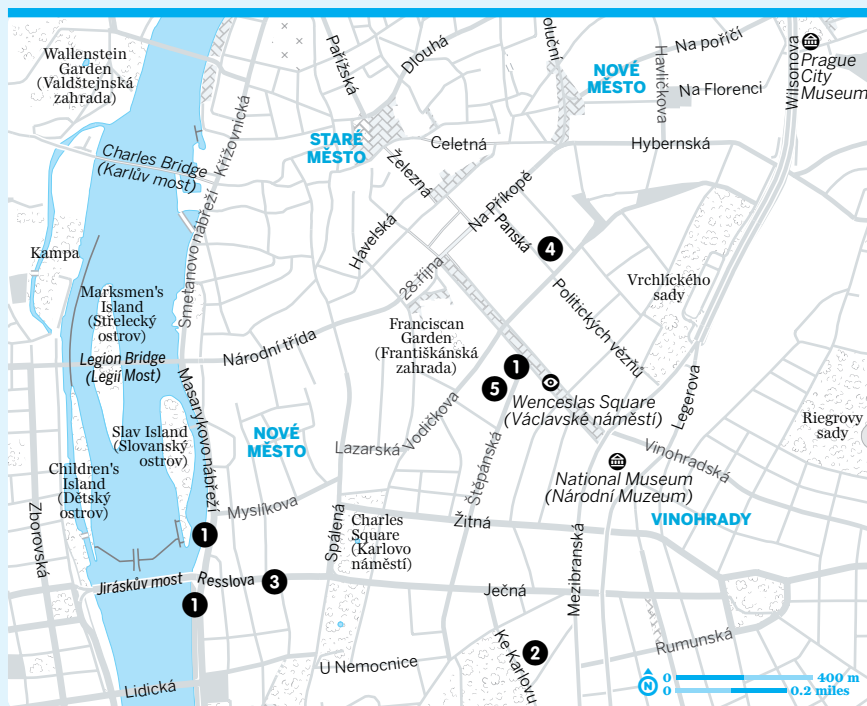 Wallenstein
Garden
(Valdštejnská
zahrada)
Pařížská
Dlouhá
olucní
Na poříčí
NOVÉ
MĚSTO
Havlíčkova
Na Florenci
Wilsonova
Prague
City
Museum
Křižovnická
STARÉ
MĚSTO
Celetná
Hybernská
Charles Bridge
(Karlův most)
Železná
Na Příkopě
Panská
4
Havelská
Smetanovo nábřeží
Kampa
28.října
Vrchlíckého
sady
Marksmen's
Island
(Střelecký
ostrov)
Politických vězňů
Franciscan
Garden
(Františkánská
zahrada)
Národní třída
Legion Bridge
(Legií Most)
1
5
Wenceslas Square
(Václavské náměstí)
Legerova
Masarykovo nábřeží
Vodičkova
Slav Island
(Slovanský
ostrov)
NOVÉ
MĚSTO
Lazarská
Riegrovy
sady
Štěpánská
Vinohradská
National Museum
(Národní Muzeum)
Children's
Island
(Dětský
ostrov)
Zborovská
Myslíkova
Spálená
Charles
Square
(Karlovo
náměstí)
Žitná
VINOHRADY
1
Jiráskův most
Resslova
3
Ječná
Mezibranská
1
Ke Karlovu
2
Rumunská
U Nemocnice
Lidická
N
0 400 m
0 0.2 miles